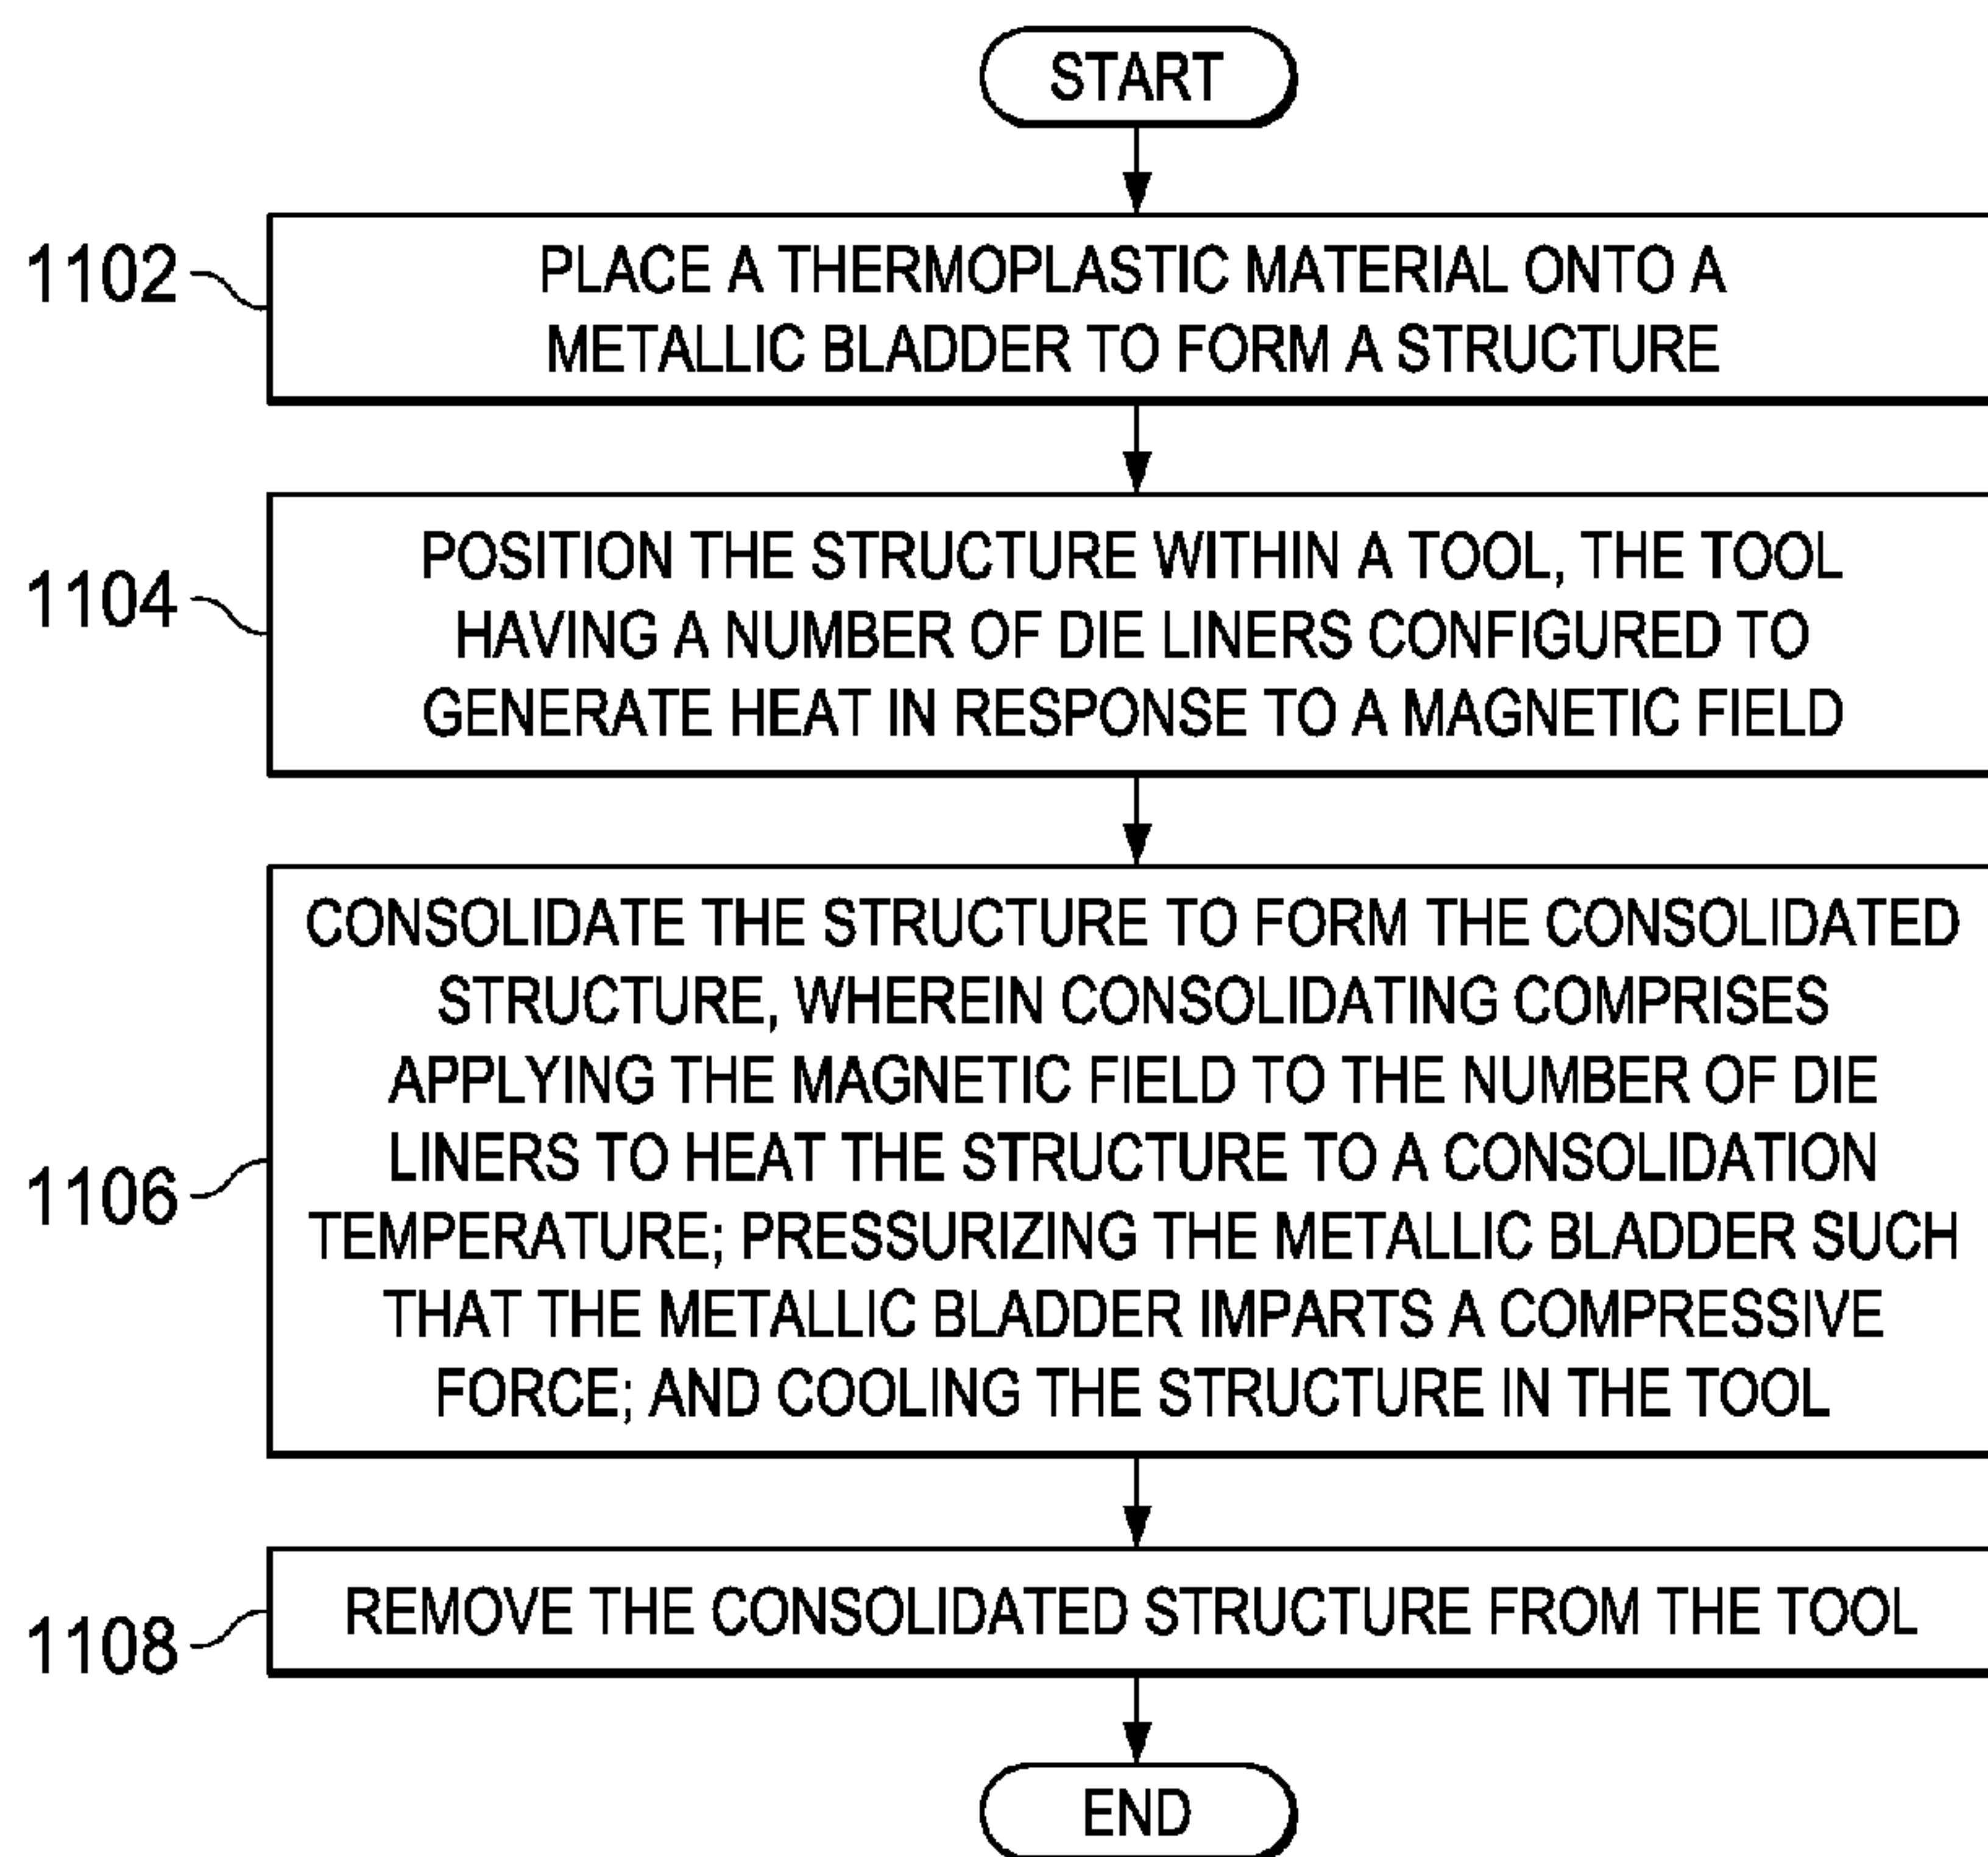 START
1102
PLACE A THERMOPLASTIC MATERIAL ONTO A
METALLIC BLADDER TO FORM A STRUCTURE
1104
POSITION THE STRUCTURE WITHIN A TOOL, THE TOOL
HAVING A NUMBER OF DIE LINERS CONFIGURED TO
GENERATE HEAT IN RESPONSE TO A MAGNETIC FIELD
1106
CONSOLIDATE THE STRUCTURE TO FORM THE CONSOLIDATED
STRUCTURE, WHEREIN CONSOLIDATING COMPRISES
APPLYING THE MAGNETIC FIELD TO THE NUMBER OF DIE
LINERS TO HEAT THE STRUCTURE TO A CONSOLIDATION
TEMPERATURE; PRESSURIZING THE METALLIC BLADDER SUCH
THAT THE METALLIC BLADDER IMPARTS A COMPRESSIVE
FORCE; AND COOLING THE STRUCTURE IN THE TOOL
1108
REMOVE THE CONSOLIDATED STRUCTURE FROM THE TOOL
END